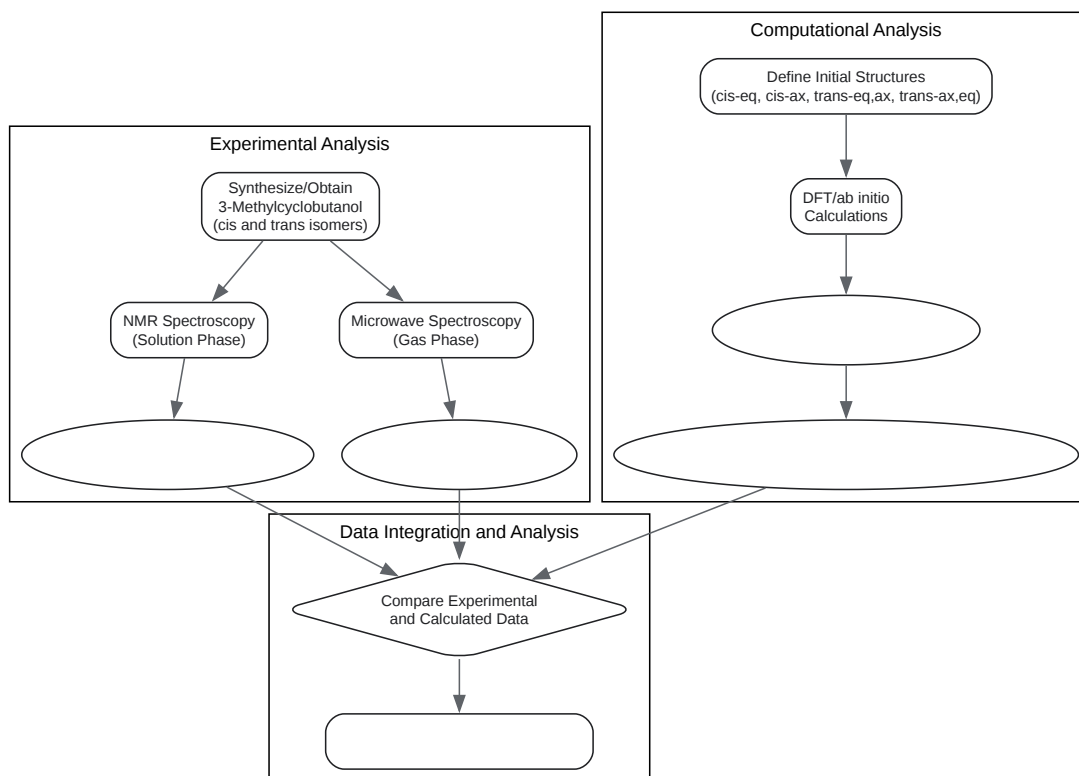 Computational Analysis
Define Initial Structures
(cis-eq, cis-ax, trans-eq,ax, trans-ax,eq)
DFT/ab initio
Calculations
Experimental Analysis
Synthesize/Obtain
3-Methylcyclobutanol
(cis and trans isomers)
NMR Spectroscopy
(Solution Phase)
Microwave Spectroscopy
(Gas Phase)
Data Integration and Analysis
Compare Experimental
and Calculated Data